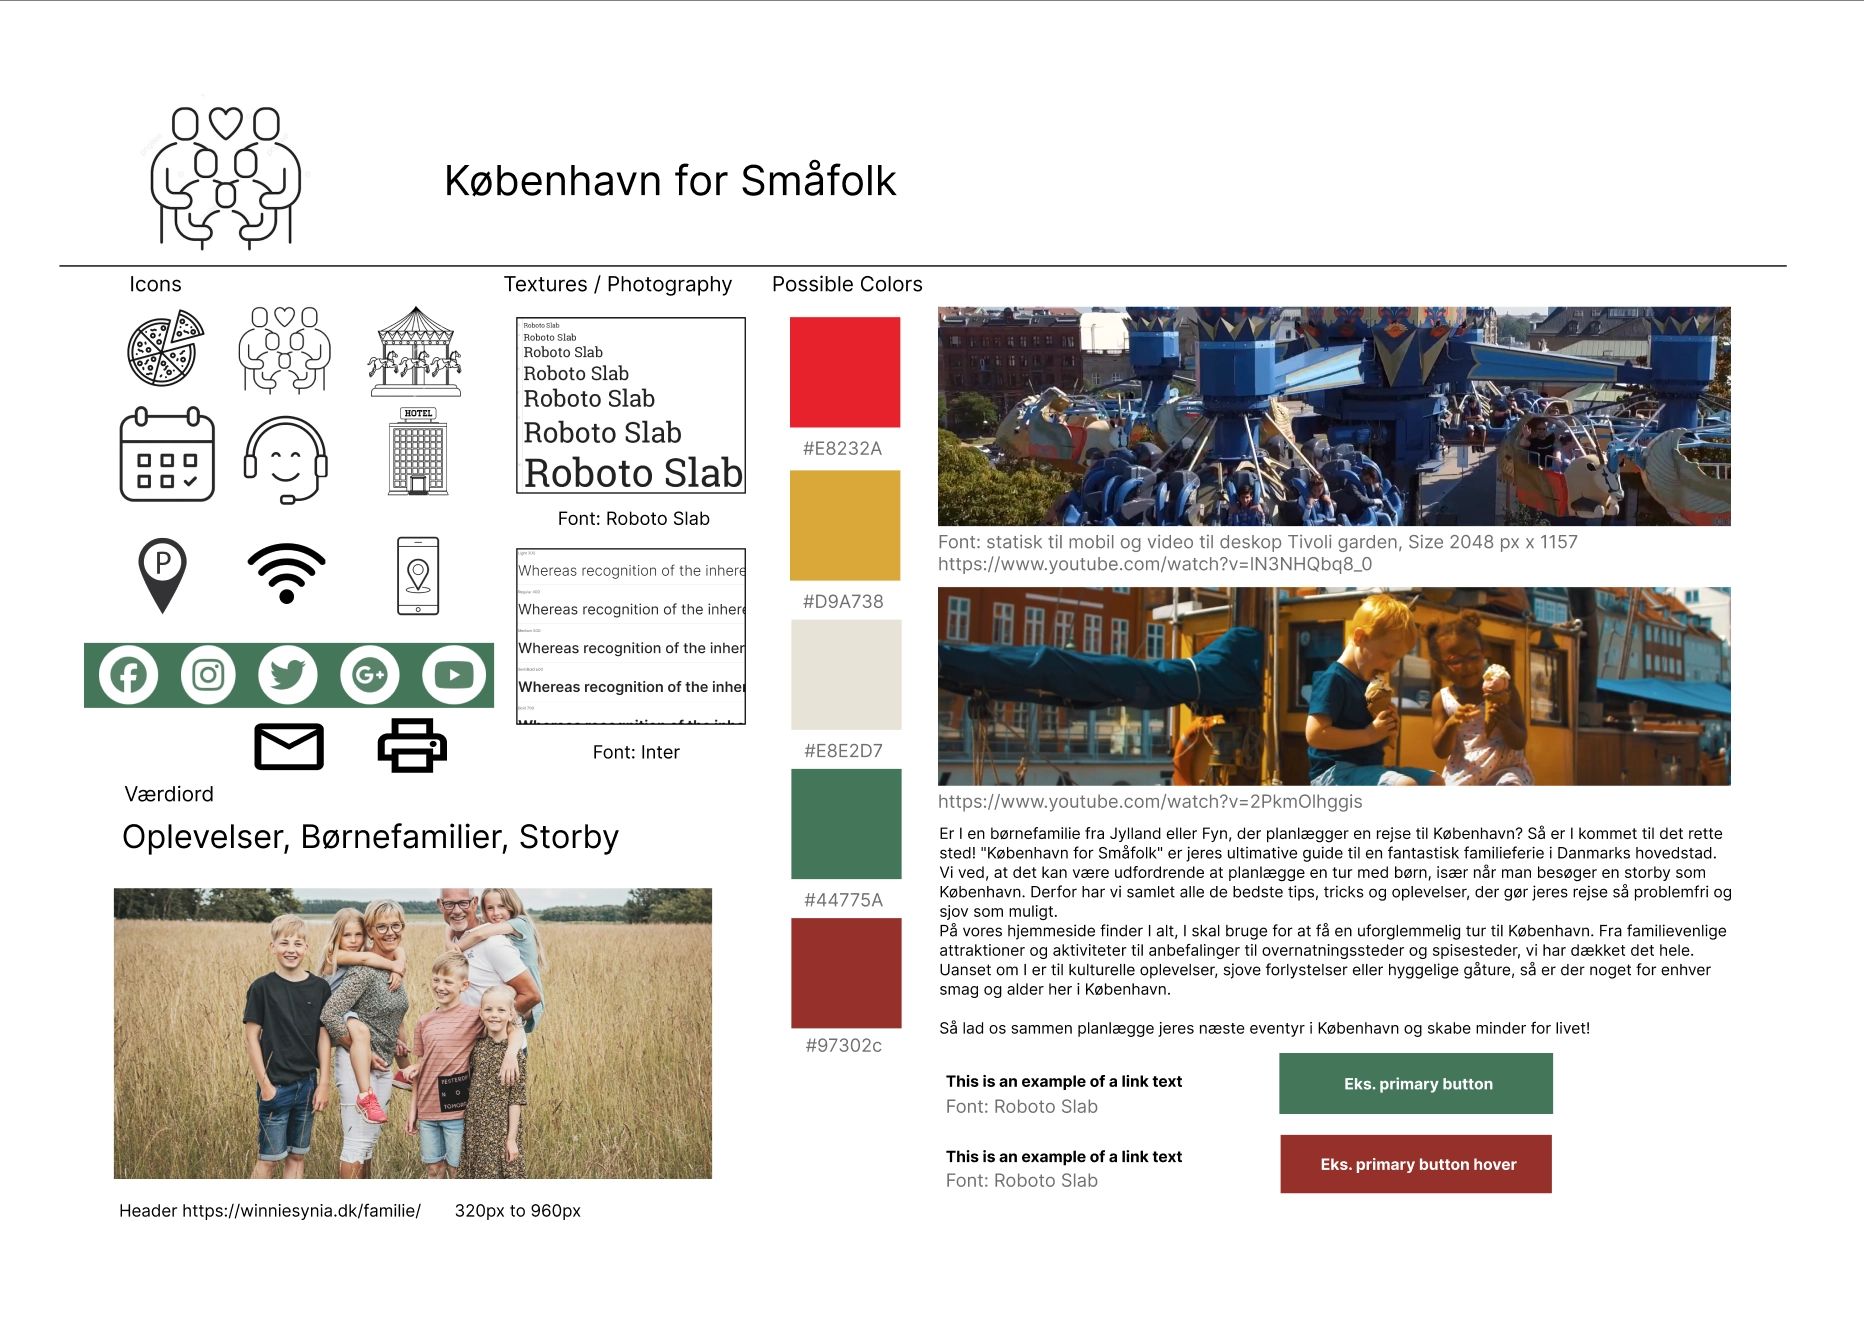 København for Småfolk
Icons
HOTEL
P
G+
Værdiord
Oplevelser, Børnefamilier, Storby
YESTERDAY
NO
TOMORROW
Header https://winniesynia.dk/familie/ 320px to 960px
Textures / Photography
Roboto Slab
Roboto Slab
Roboto Slab
Roboto Slab
Roboto Slab
Roboto Slab
Roboto Slab
Font: Roboto Slab
Whereas recognition of the inhere
Whereas recognition of the inhere
Whereas recognition of the inher
Whereas recognition of the inher
Whereas recognition of the inhe
Font: Inter
Possible Colors
#E8232A
#D9A738
#E8E2D7
#44775A
#97302c
Font: statisk til mobil og video til deskop Tivoli garden, Size 2048 px x 1157
https://www.youtube.com/watch?v=lN3NHQbq8_0
https://www.youtube.com/watch?v=2PkmOlhggis
Er I en børnefamilie fra Jylland eller Fyn, der planlægger en rejse til København? Så er I kommet til det rette
sted! "København for Småfolk" er jeres ultimative guide til en fantastisk familieferie i Danmarks hovedstad.
Vi ved, at det kan være udfordrende at planlægge en tur med børn, især når man besøger en storby som
København. Derfor har vi samlet alle de bedste tips, tricks og oplevelser, der gør jeres rejse så problemfri og
sjov som muligt.
På vores hjemmeside finder I alt, I skal bruge for at få en uforglemmelig tur til København. Fra familievenlige
attraktioner og aktiviteter til anbefalinger til overnatningssteder og spisesteder, vi har dækket det hele.
Uanset om I er til kulturelle oplevelser, sjove forlystelser eller hyggelige gåture, så er der noget for enhver
smag og alder her i København.
Så lad os sammen planlægge jeres næste eventyr i København og skabe minder for livet!
This is an example of a link text
Font: Roboto Slab
Eks. primary button
This is an example of a link text
Font: Roboto Slab
Eks. primary button hover